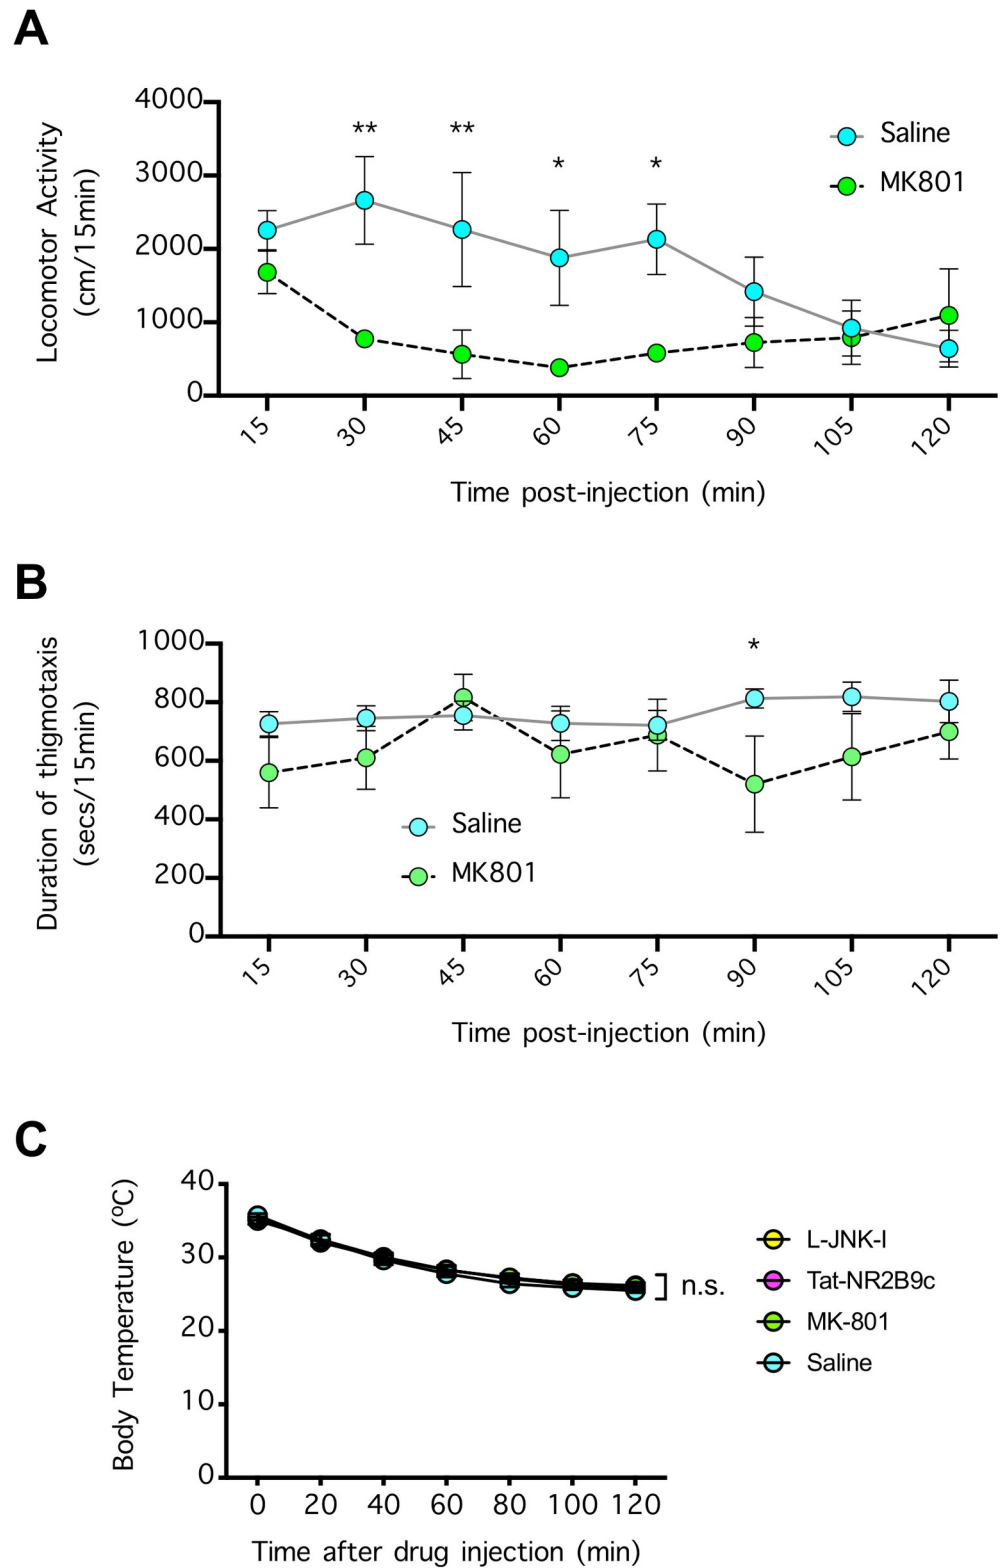 A
Locomotor Activity
(cm/15min)
4000
3000
2000
1000
0
** ** * *
Saline
MK801
15 30 45 60 75 90 105 120
Time post-injection (min)
B
Duration of thigmotaxis
(secs/15min)
1000
800
600
400
200
0
*
Saline
MK801
15 30 45 60 75 90 105 120
Time post-injection (min)
C
Body Temperature (ºC)
40
30
20
10
0
n.s.
L-JNK-I
Tat-NR2B9c
MK-801
Saline
0 20 40 60 80 100 120
Time after drug injection (min)